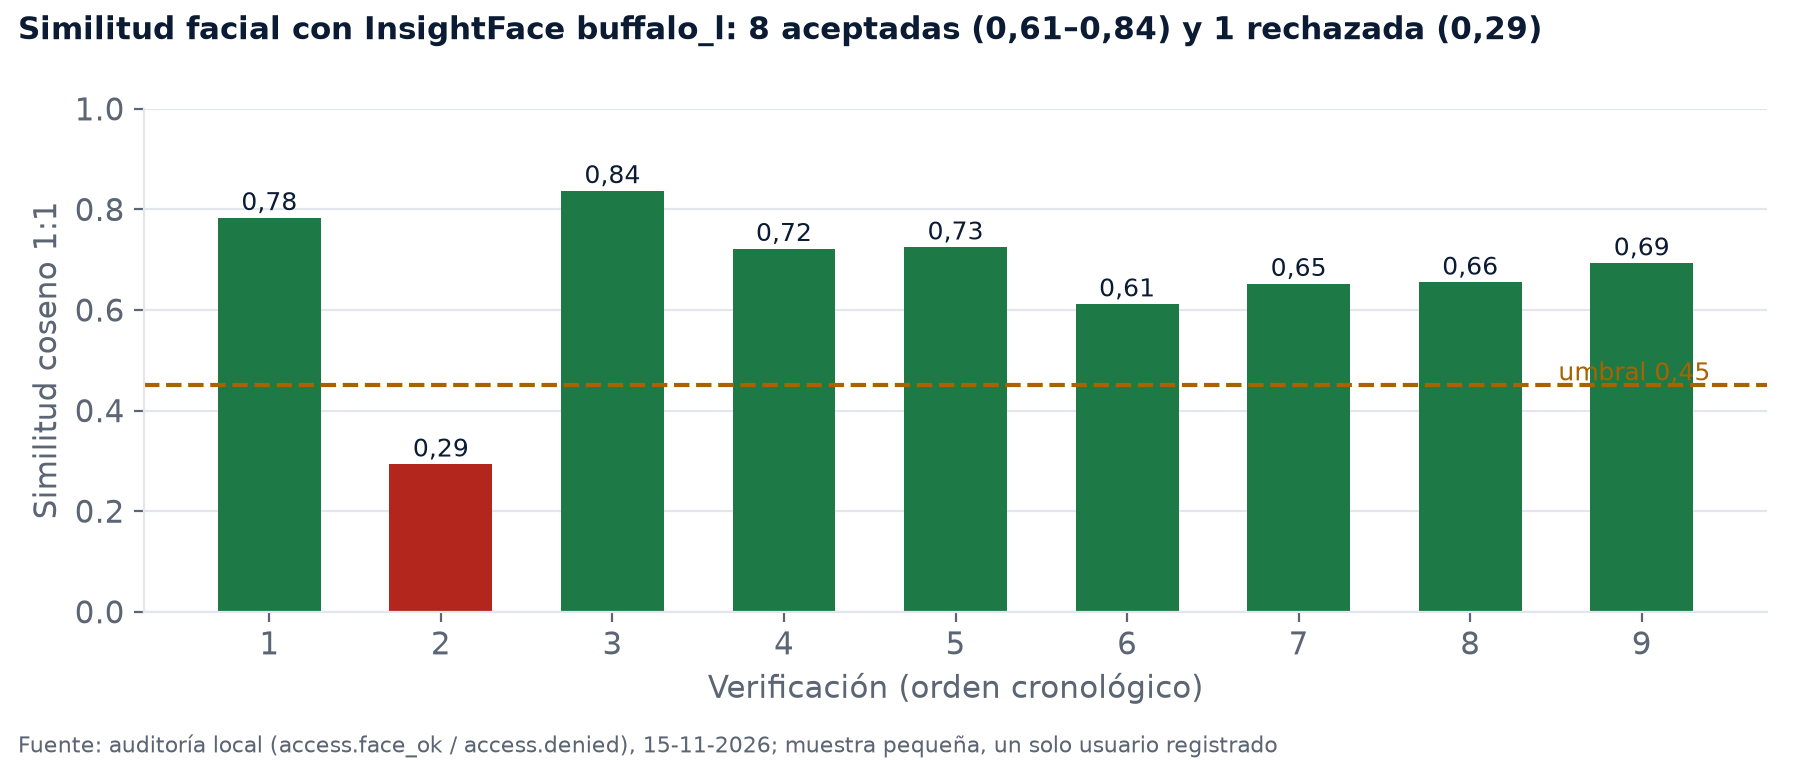 Similitud facial con InsightFace buffalo_l: 8 aceptadas (0,61–0,84) y 1 rechazada (0,29)
Similitud coseno 1:1
1.0
0.8
0.6
0.4
0.2
0.0
0,78
0,29
0,84
0,72
0,73
0,61
0,65
0,66
0,69
umbral 0,45
1 2 3 4 5 6 7 8 9
Verificación (orden cronológico)
Fuente: auditoría local (access.face_ok / access.denied), 15-11-2026; muestra pequeña, un solo usuario registrado